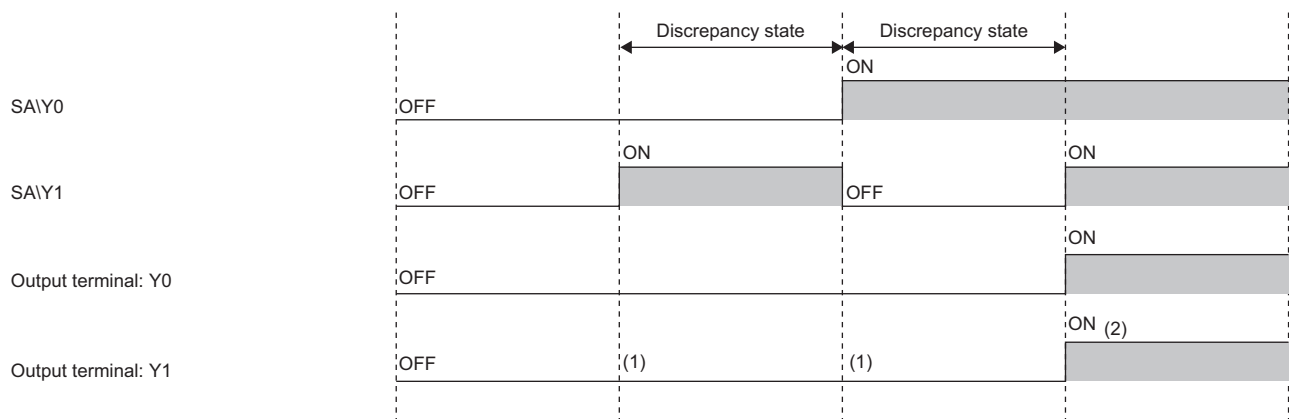 Discrepancy state Discrepancy state
ON
SA\Y0 OFF
ON ON
SA\Y1 OFF OFF
ON
Output terminal: Y0 OFF
ON (2)
Output terminal: Y1 OFF (1) (1)